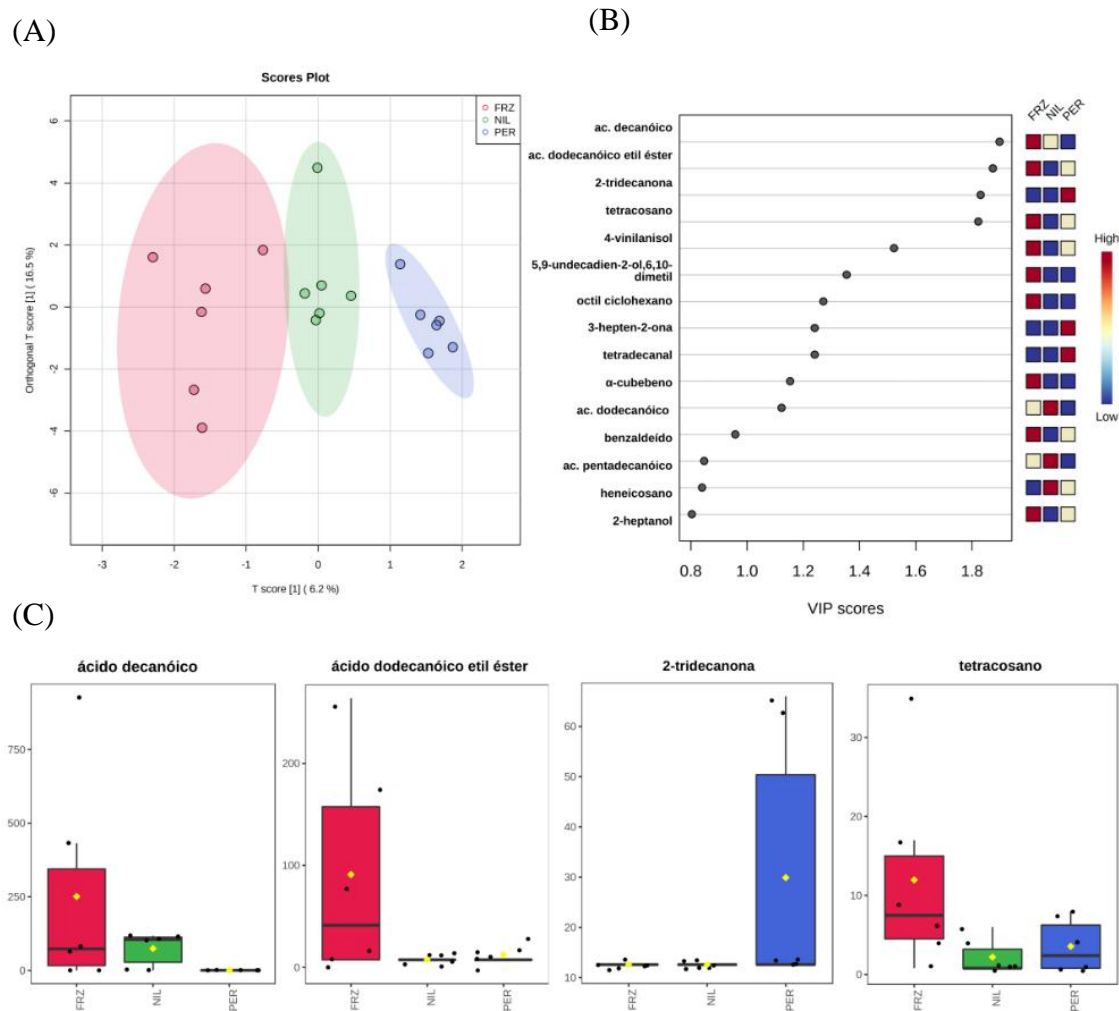 (A)
Scores Plot
FRZ
NIL
PER
6
4
2
0
-2
-4
-6
Orthogonal T score [1] ( 16.5 %)
-3
-2
-1
0
1
2
T score [1] ( 6.2 %)
(B)
FRZ
NIL
PER
ac. decanóico
ac. dodecanóico etil éster
2-tridecanona
tetracosano
4-vinilanisol
5,9-undecadien-2-ol,6,10-
dimetil
octil ciclohexano
3-hepten-2-ona
tetradecanal
α-cubebeno
ac. dodecanóico
benzaldeído
ac. pentadecanóico
heneicosano
2-heptanol
High
Low
0.8
1.0
1.2
1.4
1.6
1.8
VIP scores
(C)
ácido decanóico
750
500
250
0
FRZ
NIL
PER
ácido dodecanóico etil éster
200
100
0
FRZ
NIL
PER
2-tridecanona
60
50
40
30
20
10
FRZ
NIL
PER
tetracosano
30
20
10
0
FRZ
NIL
PER